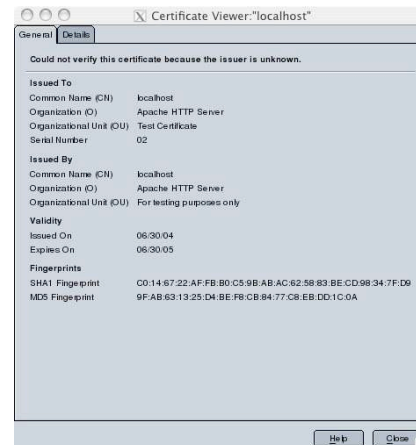 Certificate Viewer:"localhost"
General Details
Could not verify this certificate because the issuer is unknown.
Issued To
Common Name (CN) localhost
Organization (O) Apache HTTP Server
Organizational Unit (OU) Test Certificate
Serial Number 02
Issued By
Common Name (CN) localhost
Organization (O) Apache HTTP Server
Organizational Unit (OU) For testing purposes only
Validity
Issued On 06/30/04
Expires On 06/30/05
Fingerprints
SHA1 Fingerprint C0:14:67:22:AF:FB:B0:C5:9B:AB:AC:62:58:83:BE:CD:98:34:7F:D9
MD5 Fingerprint 9F:AB:63:13:25:D4:BE:F8:CB:84:77:C8:EB:DD:1C:0A
Help Close